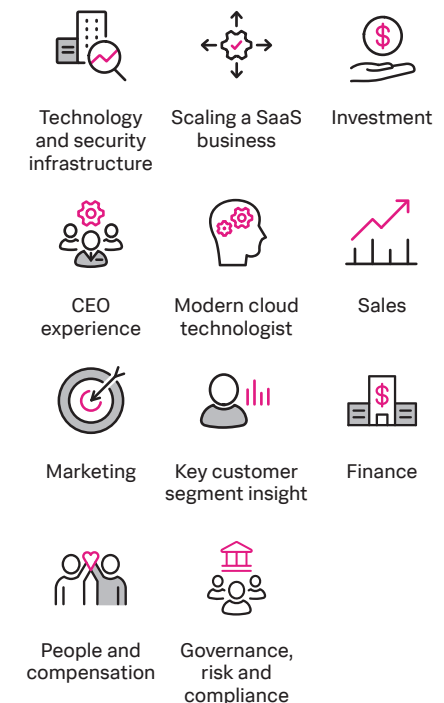 Technology
and security
infrastructure
Scaling a SaaS
business
Investment
CEO
experience
Modern cloud
technologist
Sales
Marketing
Key customer
segment insight
Finance
People and
compensation
Governance,
risk and
compliance